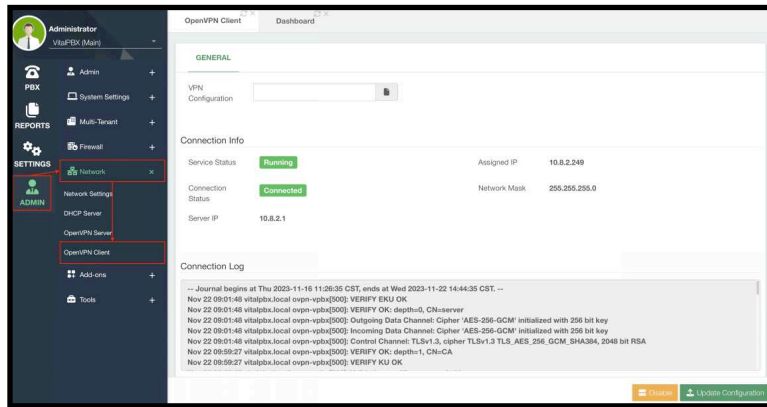 Administrator
VitalPBX (Main)
PBX
REPORTS
SETTINGS
ADMIN
Admin +
System Settings +
Multi-Tenant +
Firewall +
Network ×
Network Settings
DHCP Server
OpenVPN Server
OpenVPN Client
Add-ons +
Tools +
OpenVPN Client
Dashboard
GENERAL
VPN
Configuration
Connection Info
Service Status Running Assigned IP 10.8.2.249
Connection
Status Connected Network Mask 255.255.255.0
Server IP 10.8.2.1
Connection Log
-- Journal begins at Thu 2023-11-16 11:26:35 CST, ends at Wed 2023-11-22 14:44:35 CST. --
Nov 22 09:01:48 vitalpbx.local ovpn-vpbx[500]: VERIFY EKU OK
Nov 22 09:01:48 vitalpbx.local ovpn-vpbx[500]: VERIFY OK: depth=0, CN=server
Nov 22 09:01:48 vitalpbx.local ovpn-vpbx[500]: Outgoing Data Channel: Cipher 'AES-256-GCM' initialized with 256 bit key
Nov 22 09:01:48 vitalpbx.local ovpn-vpbx[500]: Incoming Data Channel: Cipher 'AES-256-GCM' initialized with 256 bit key
Nov 22 09:01:48 vitalpbx.local ovpn-vpbx[500]: Control Channel: TLSv1.3, cipher TLSv1.3 TLS_AES_256_GCM_SHA384, 2048 bit RSA
Nov 22 09:59:27 vitalpbx.local ovpn-vpbx[500]: VERIFY OK: depth=1, CN=CA
Nov 22 09:59:27 vitalpbx.local ovpn-vpbx[500]: VERIFY KU OK
Disable
Update Configuration